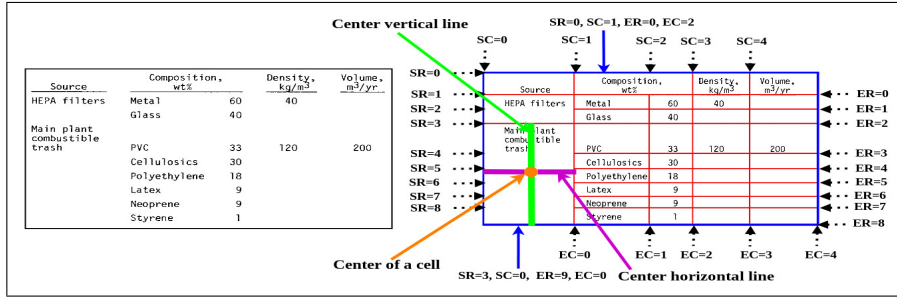 Source Composition, wt% Density, kg/m³ Volume, m³/yr
HEPA filters Metal 60 40
Glass 40
Main plant
combustible
trash PVC 33 120 200
Cellulosics 30
Polyethylene 18
Latex 9
Neoprene 9
Styrene 1
Center vertical line
SR=0, SC=1, ER=0, EC=2
SC=0 SC=1 SC=2 SC=3 SC=4
SR=0
SR=1
SR=2
SR=3
SR=4
SR=5
SR=6
SR=7
SR=8
Source Composition, wt% Density, kg/m³ Volume, m³/yr
HEPA filters Metal 60 40
Glass 40
Main plant
combustible
trash PVC 33 120 200
Cellulosics 30
Polyethylene 18
Latex 9
Neoprene 9
Styrene 1
ER=0
ER=1
ER=2
ER=3
ER=4
ER=5
ER=6
ER=7
ER=8
EC=0 EC=1 EC=2 EC=3 EC=4
Center of a cell
SR=3, SC=0, ER=9, EC=0
Center horizontal line